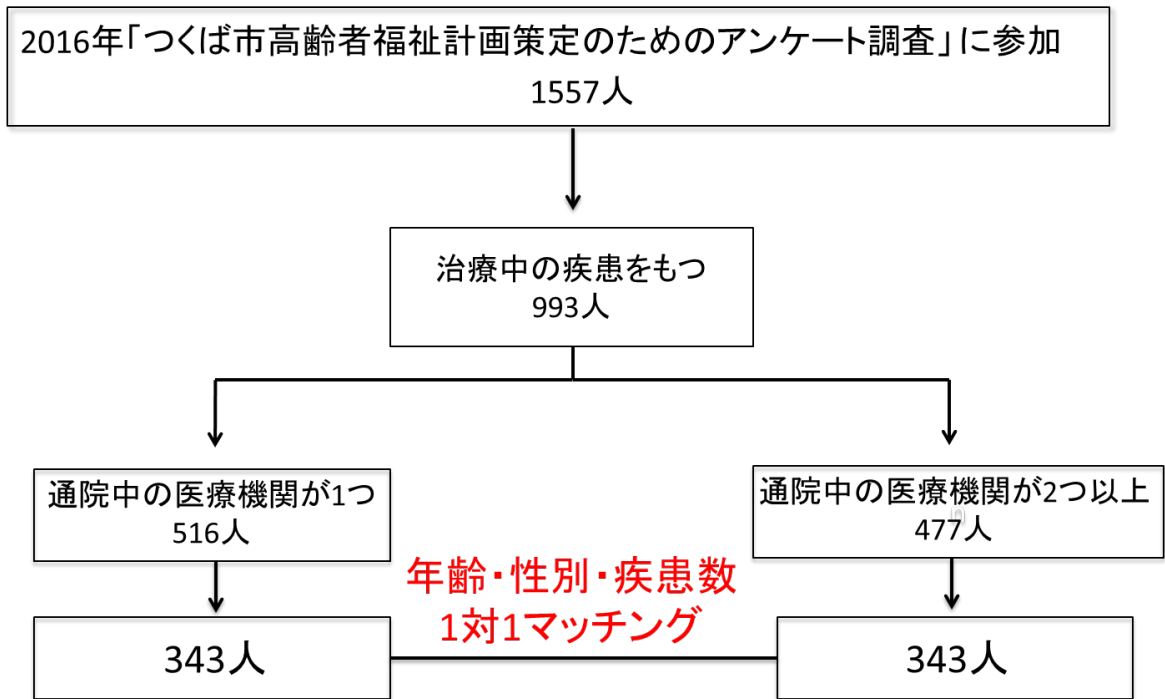 2016年「つくば市高齢者福祉計画策定のためのアンケート調査」に参加
1557人
治療中の疾患をもつ
993人
通院中の医療機関が1つ
516人
通院中の医療機関が2つ以上
477人
年齢・性別・疾患数
1対1マッチング
343人
343人